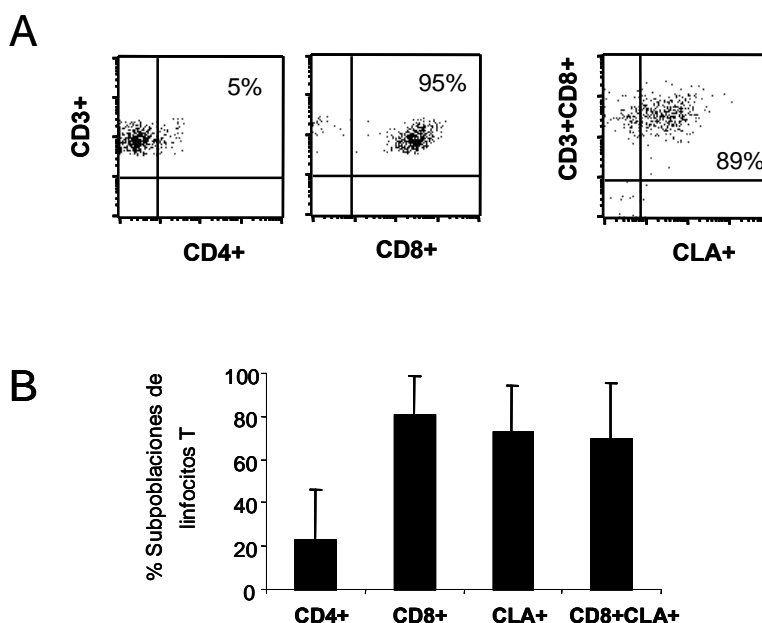 A
CD3+
5%
CD4+
95%
CD8+
CD3+CD8+
89%
CLA+
B
% Subpoblaciones de
linfocitos T
100
80
60
40
20
0
CD4+
CD8+
CLA+
CD8+CLA+